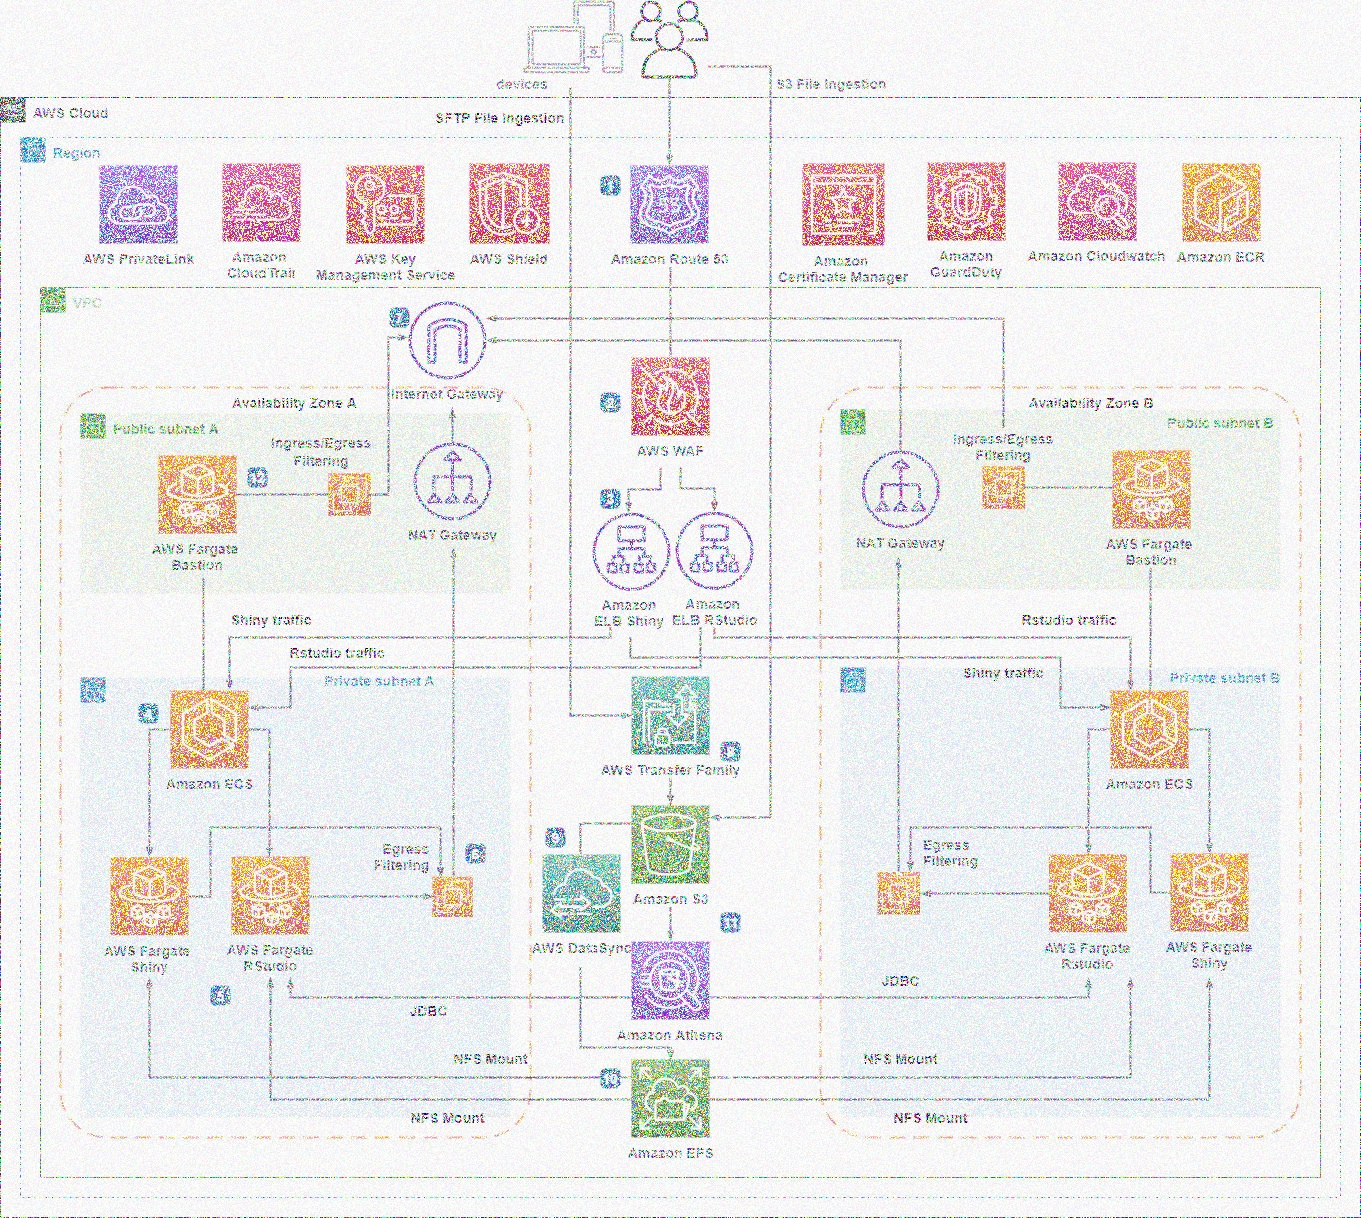 devices
S3 File Ingestion
AWS Cloud
SFTP File Ingestion
Region
AWS PrivateLink
Amazon
CloudTrail
AWS Key
Management Service
AWS Shield
1
Amazon Route 53
Amazon
Certificate Manager
Amazon
GuardDuty
Amazon Cloudwatch
Amazon ECR
VPC
7
Internet Gateway
Availability Zone A
Availability Zone B
Public subnet A
Public subnet B
Ingress/Egress
Filtering
Ingress/Egress
Filtering
AWS WAF
3
NAT Gateway
NAT Gateway
AWS Fargate
Bastion
AWS Fargate
Bastion
Amazon
ELB Shiny
Amazon
ELB RStudio
Shiny traffic
Rstudio traffic
Rstudio traffic
Shiny traffic
Private subnet A
Private subnet B
4
AWS Transfer Family
Amazon ECS
Amazon ECS
9
Egress
Filtering
Egress
Filtering
Amazon S3
11
AWS Fargate
Shiny
AWS Fargate
RStudio
AWS DataSync
AWS Fargate
Rstudio
AWS Fargate
Shiny
5
JDBC
JDBC
Amazon Athena
NFS Mount
NFS Mount
10
NFS Mount
NFS Mount
Amazon EFS